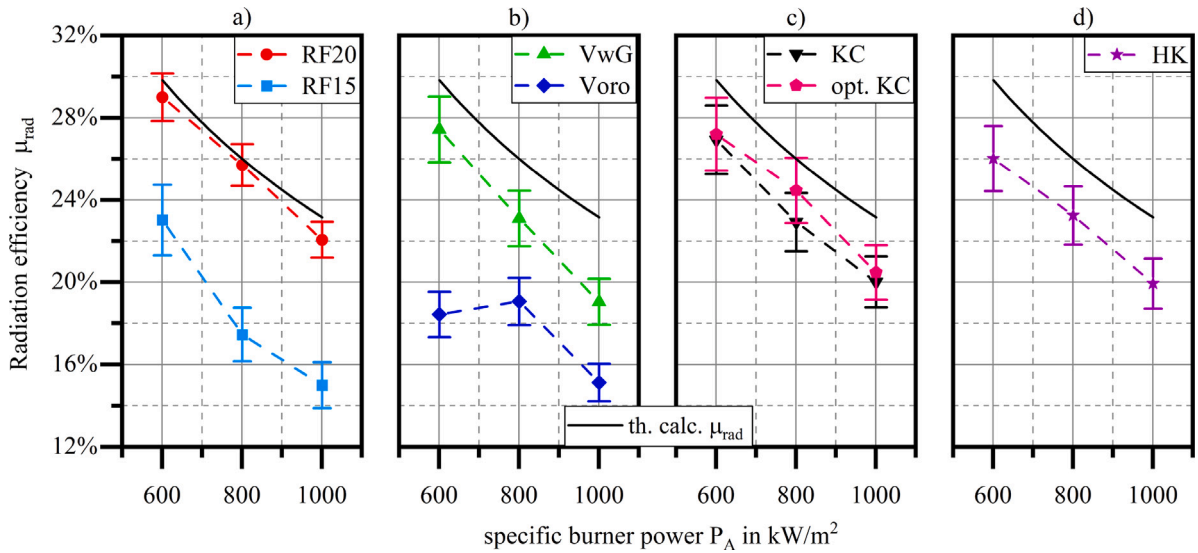 a)
b)
c)
d)
Radiation efficiency μrad
32%
28%
24%
20%
16%
12%
RF20
RF15
VwG
Voro
KC
opt. KC
HK
th. calc. μrad
600 800 1000
600 800 1000
600 800 1000
600 800 1000
specific burner power PA in kW/m²